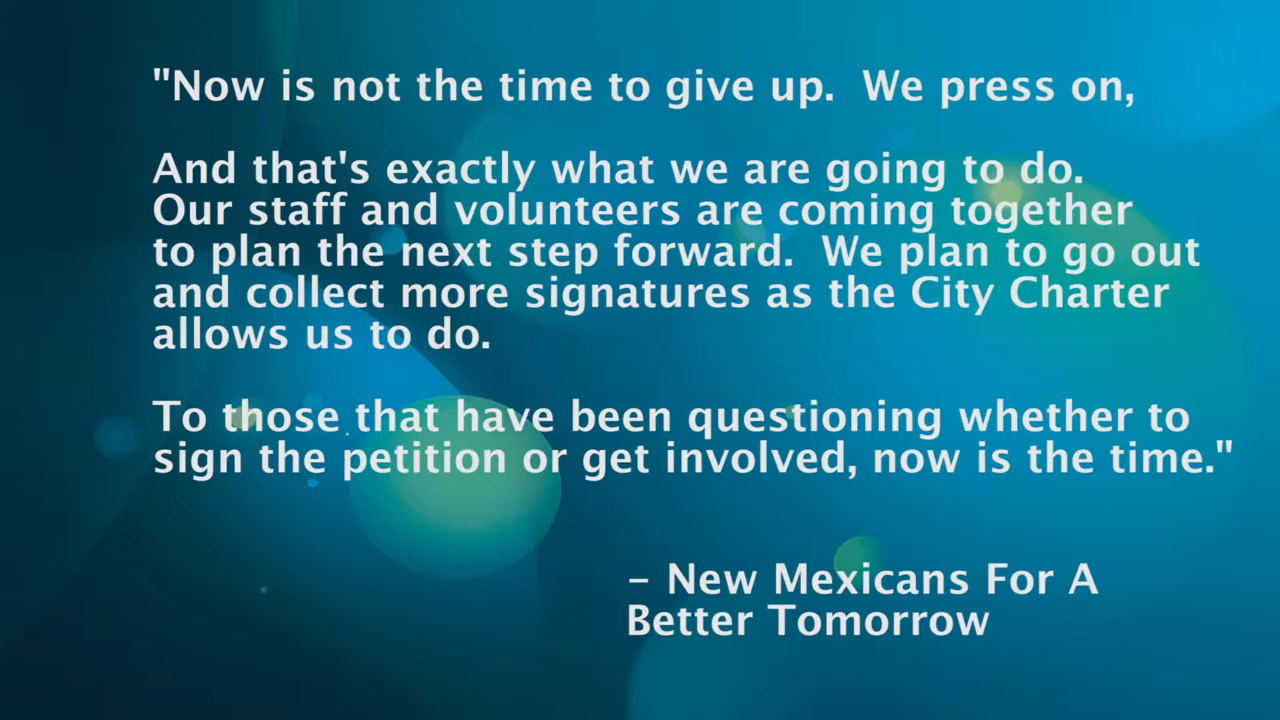 "Now is not the time to give up.  We press on,
And that's exactly what we are going to do.
Our staff and volunteers are coming together
to plan the next step forward.  We plan to go out
and collect more signatures as the City Charter
allows us to do.
To those that have been questioning whether to
sign the petition or get involved, now is the time."
– New Mexicans For A
Better Tomorrow